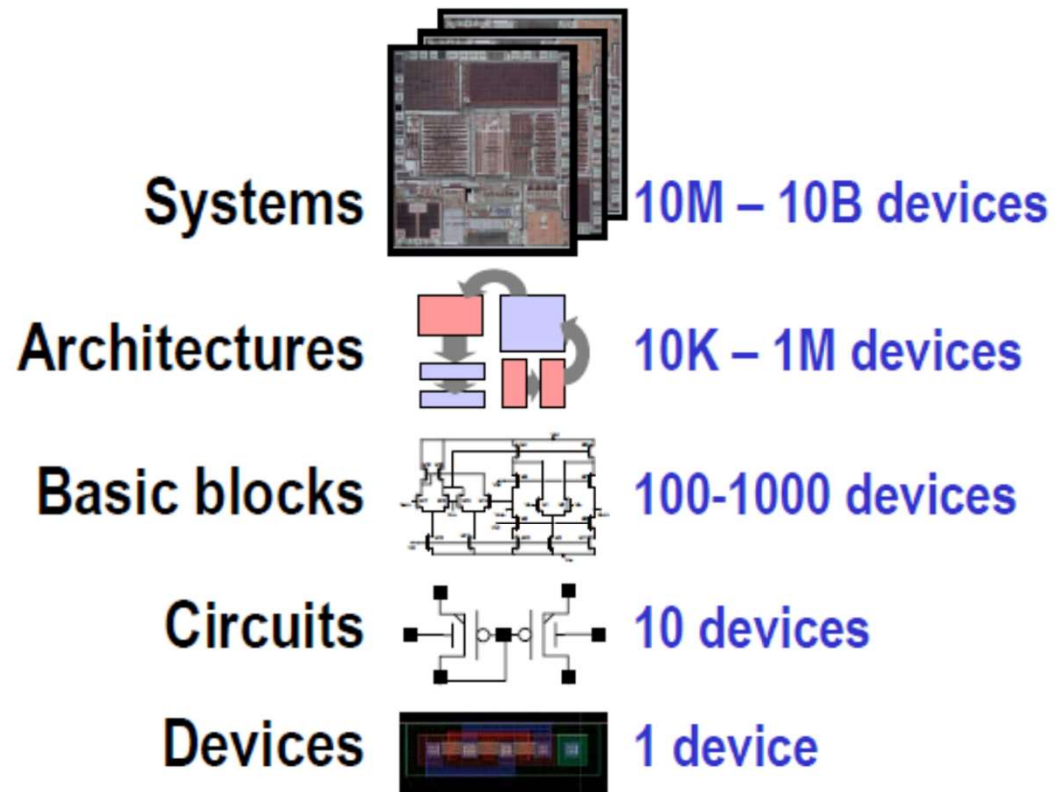 Systems 10M – 10B devices
Architectures 10K – 1M devices
Basic blocks 100-1000 devices
Circuits 10 devices
Devices 1 device